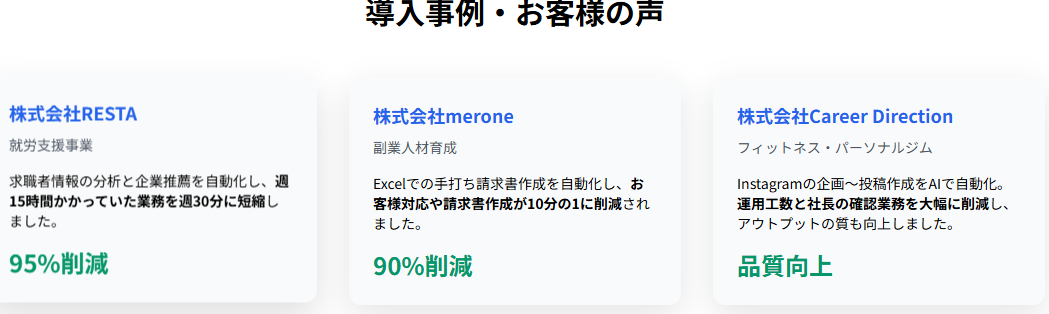 導入事例・お客様の声
株式会社RESTA
就労支援事業
求職者情報の分析と企業推薦を自動化し、週
15時間かかっていた業務を週30分に短縮し
ました。
95%削減
株式会社merone
副業人材育成
Excelでの手打ち請求書作成を自動化し、お
客様対応や請求書作成が10分の1に削減され
ました。
90%削減
株式会社Career Direction
フィットネス・パーソナルジム
Instagramの企画〜投稿作成をAIで自動化。
運用工数と社長の確認業務を大幅に削減し、
アウトプットの質も向上しました。
品質向上